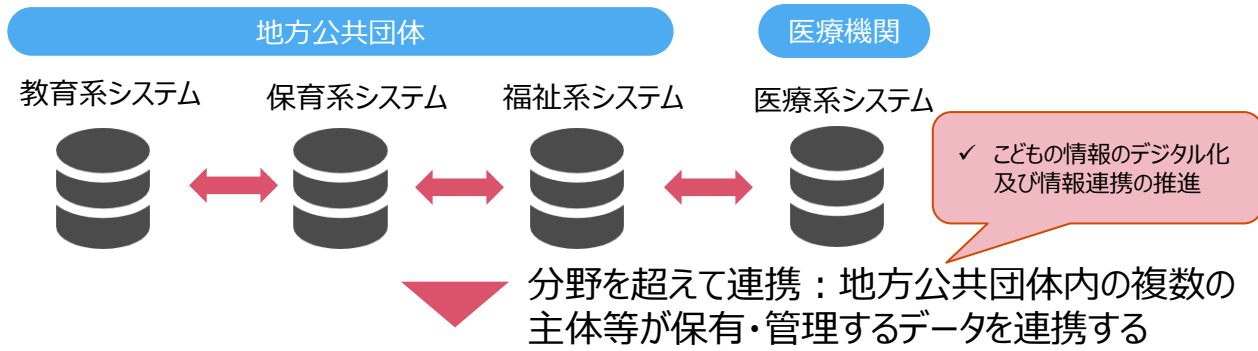 地方公共団体
医療機関
教育系システム
保育系システム
福祉系システム
医療系システム
✓ こどもの情報のデジタル化
及び情報連携の推進
分野を超えて連携：地方公共団体内の複数の
主体等が保有・管理するデータを連携する